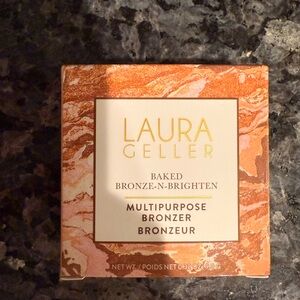 LAURA
GELLER
BAKED
BRONZE-N-BRIGHTEN
MULTIPURPOSE
BRONZER
BRONZEUR
NET WT. / POIDS NET